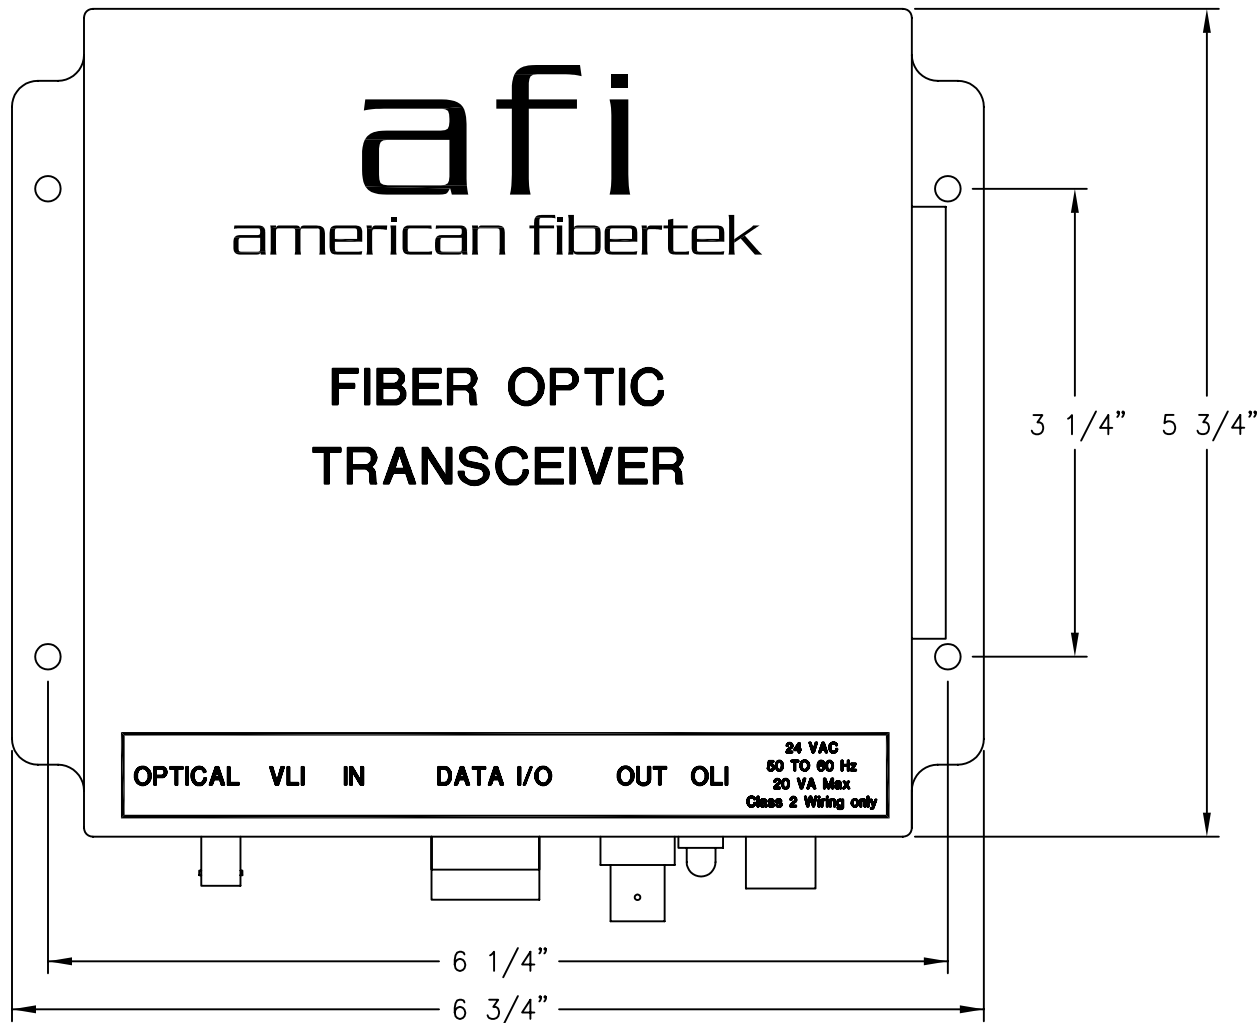 afi
american fibertek
FIBER OPTIC
TRANSCEIVER
3 1/4”
5 3/4”
OPTICAL VLI IN DATA I/O OUT OLI
24 VAC
50 TO 60 Hz
20 VA Max
Class 2 Wiring only
6 1/4”
6 3/4”